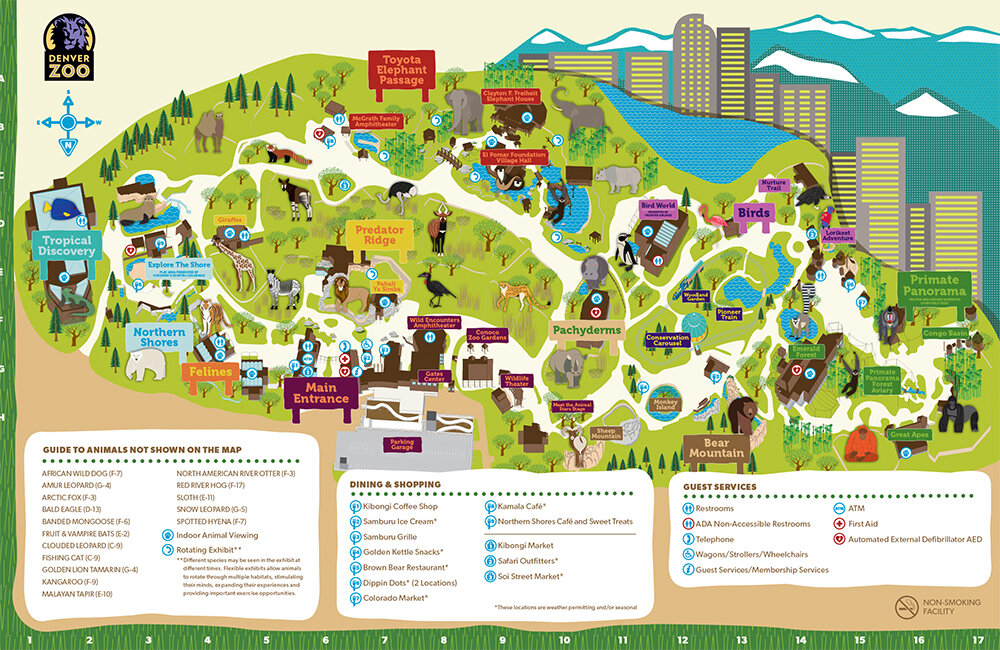 DENVER
ZOO
S
E
W
N
A
B
C
D
E
F
G
H
Toyota
Elephant
Passage
Clayton F. Freiheit
Elephant House
McGrath Family
Amphitheater
El Pomar Foundation
Village Hall
Nurture
Trail
Bird World
Birds
Lorikeet
Adventure
Giraffes
Predator
Ridge
Tropical
Discovery
Explore The Shore
Pahali
Ya Simba
Primate
Panorama
Woodland
Garden
Pioneer
Train
Northern
Shores
Wild Encounters
Amphitheater
Conoco
Zoo Gardens
Pachyderms
Conservation
Carousel
Congo Basin
Emerald
Forest
Felines
Main
Entrance
Gates
Center
Wildlife
Theater
Primate
Panorama
Forest
Aviary
Meet the Animal
Stars Stage
Monkey
Island
Parking
Garage
Sheep
Mountain
Bear
Mountain
Great Apes
GUIDE TO ANIMALS NOT SHOWN ON THE MAP
AFRICAN WILD DOG (F-7)
AMUR LEOPARD (G-4)
ARCTIC FOX (F-3)
BALD EAGLE (D-13)
BANDED MONGOOSE (F-6)
FRUIT & VAMPIRE BATS (E-2)
CLOUDED LEOPARD (C-9)
FISHING CAT (C-9)
GOLDEN LION TAMARIN (G-4)
KANGAROO (F-9)
MALAYAN TAPIR (E-10)
NORTH AMERICAN RIVER OTTER (F-3)
RED RIVER HOG (F-17)
SLOTH (E-11)
SNOW LEOPARD (G-5)
SPOTTED HYENA (F-7)
Indoor Animal Viewing
Rotating Exhibit**
**Different species may be seen in the exhibit at
different times. Flexible exhibits allow animals
to rotate through multiple habitats, stimulating
their minds, expanding their experiences and
providing important exercise opportunities.
DINING & SHOPPING
Kibongi Coffee Shop
Samburu Ice Cream*
Samburu Grille
Golden Kettle Snacks*
Brown Bear Restaurant*
Dippin Dots* (2 Locations)
Colorado Market*
Kamala Café*
Northern Shores Café and Sweet Treats
Kibongi Market
Safari Outfitters*
Soi Street Market*
*These locations are weather permitting and/or seasonal
GUEST SERVICES
Restrooms
ADA Non-Accessible Restrooms
Telephone
Wagons/Strollers/Wheelchairs
Guest Services/Membership Services
ATM
First Aid
Automated External Defibrillator AED
NON-SMOKING
FACILITY
1 2 3 4 5 6 7 8 9 10 11 12 13 14 15 16 17